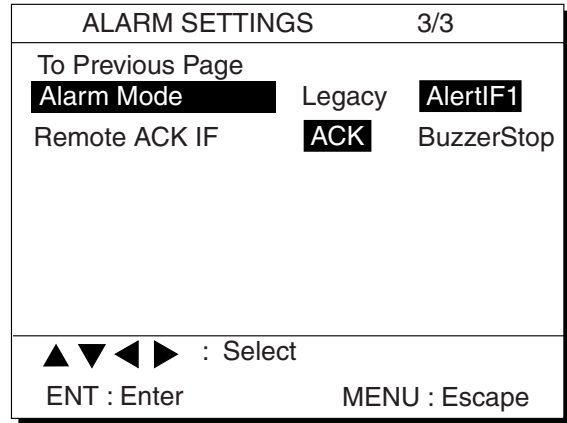 ALARM SETTINGS 3/3
To Previous Page
Alarm Mode Legacy AlertIF1
Remote ACK IF ACK BuzzerStop
▲ ▼ ◀ ▶ : Select
ENT : Enter MENU : Escape